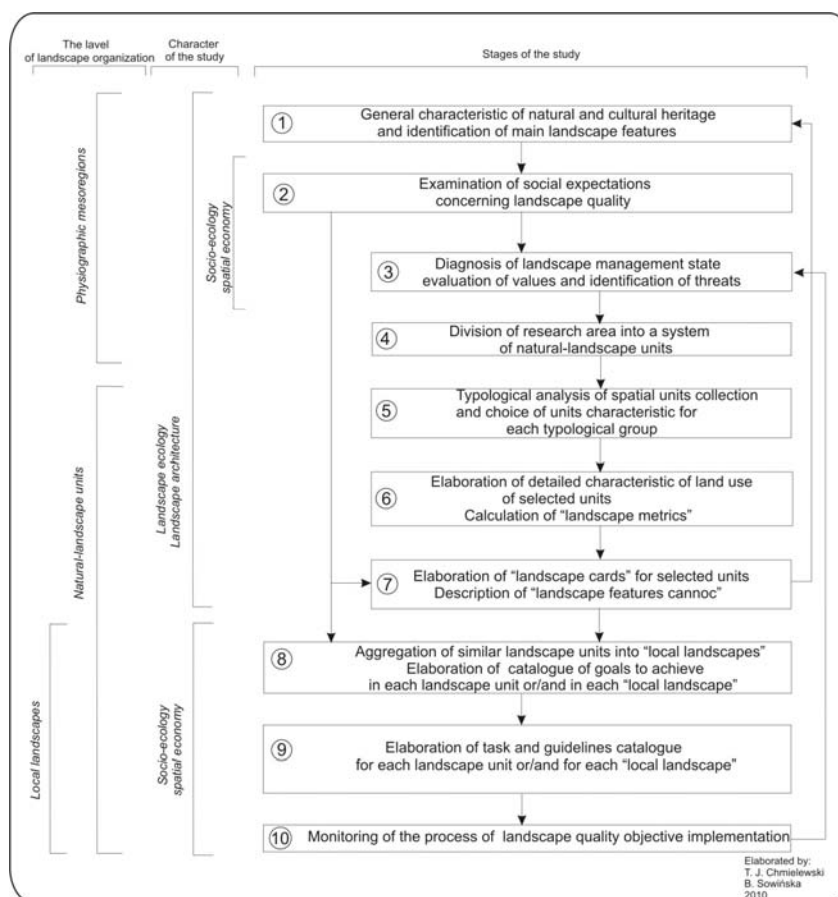 The lavel
of landscape organization
Character
of the study
Stages of the study
Physiographic mesoregions
Natural-landscape units
Local landscapes
Landscape ecology
Landscape architecture
Socio-ecology
spatial economy
Socio-ecology
spatial economy
1
General characteristic of natural and cultural heritage
and identification of main landscape features
2
Examination of social expectations
concerning landscape quality
3
Diagnosis of landscape management state
evaluation of values and identification of threats
4
Division of research area into a system
of natural-landscape units
5
Typological analysis of spatial units collection
and choice of units characteristic for
each typological group
6
Elaboration of detailed characteristic of land use
of selected units
Calculation of “landscape metrics”
7
Elaboration of “landscape cards” for selected units
Description of “landscape features cannoc”
8
Aggregation of similar landscape units into “local landscapes”
Elaboration of catalogue of goals to achieve
in each landscape unit or/and in each “local landscape”
9
Elaboration of task and guidelines catalogue
for each landscape unit or/and for each “local landscape”
10
Monitoring of the process of landscape quality objective implementation
Elaborated by:
T. J. Chmielewski
B. Sowińska
2010